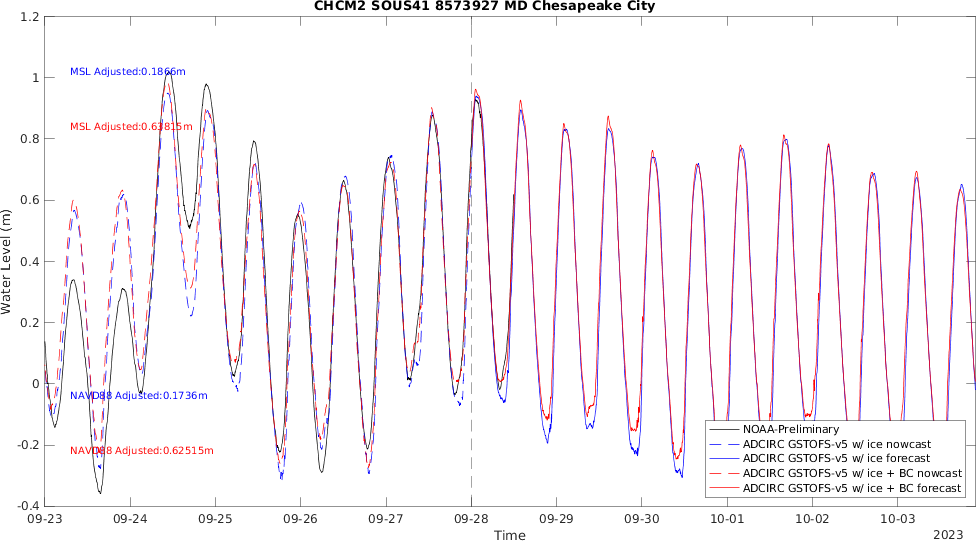 CHCM2 SOUS41 8573927 MD Chesapeake City
1.2
1
0.8
0.6
0.4
0.2
0
-0.2
-0.4
Water Level (m)
MSL Adjusted:0.1866m
MSL Adjusted:0.63815m
NAVD88 Adjusted:0.1736m
NAVD88 Adjusted:0.62515m
NOAA-Preliminary
ADCIRC GSTOFS-v5 w/ ice nowcast
ADCIRC GSTOFS-v5 w/ ice forecast
ADCIRC GSTOFS-v5 w/ ice + BC nowcast
ADCIRC GSTOFS-v5 w/ ice + BC forecast
09-23 09-24 09-25 09-26 09-27 09-28 09-29 09-30 10-01 10-02 10-03
Time
2023